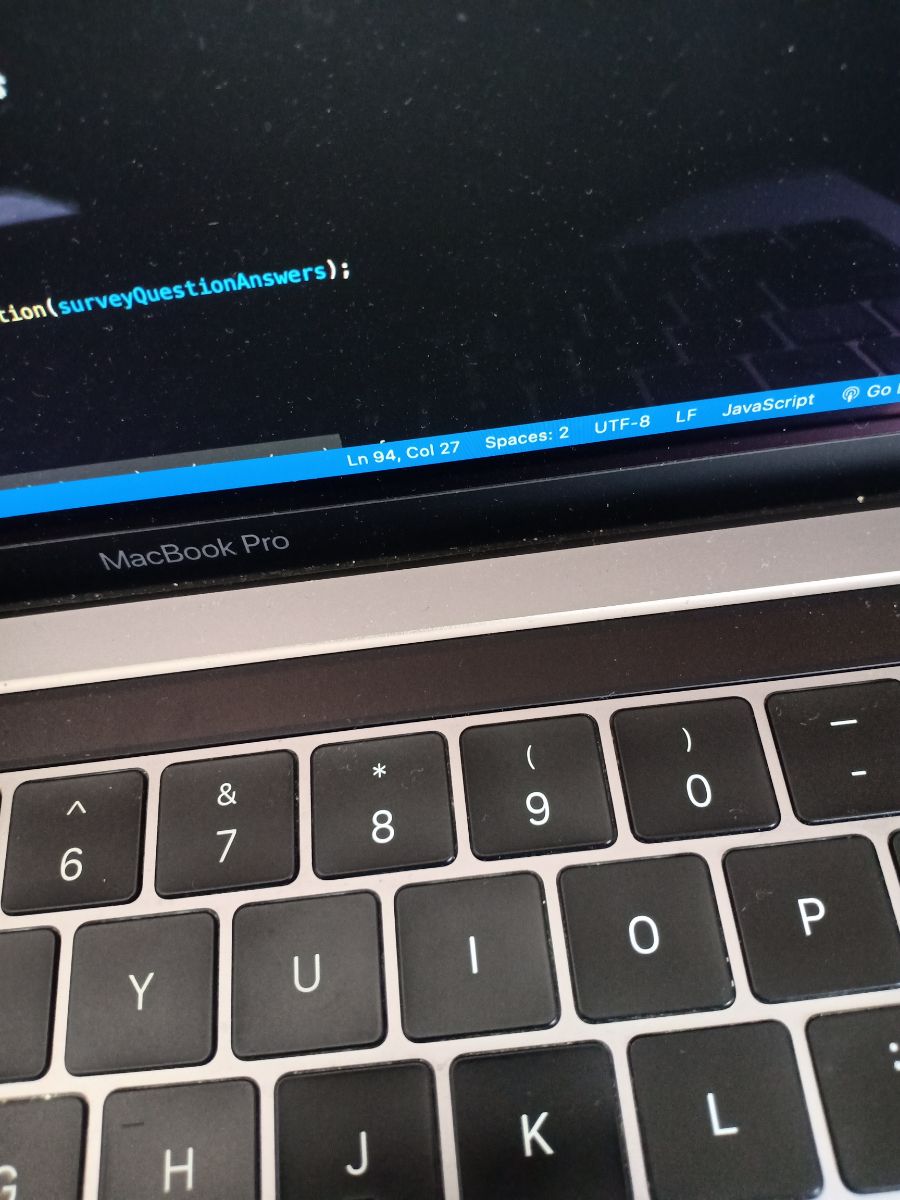 tion(surveyQuestionAnswers);
Ln 94, Col 27 Spaces: 2 UTF-8 LF JavaScript Go
MacBook Pro
^ & * ( ) —
6 7 8 9 0 -
Y U I O P
G H J K L :